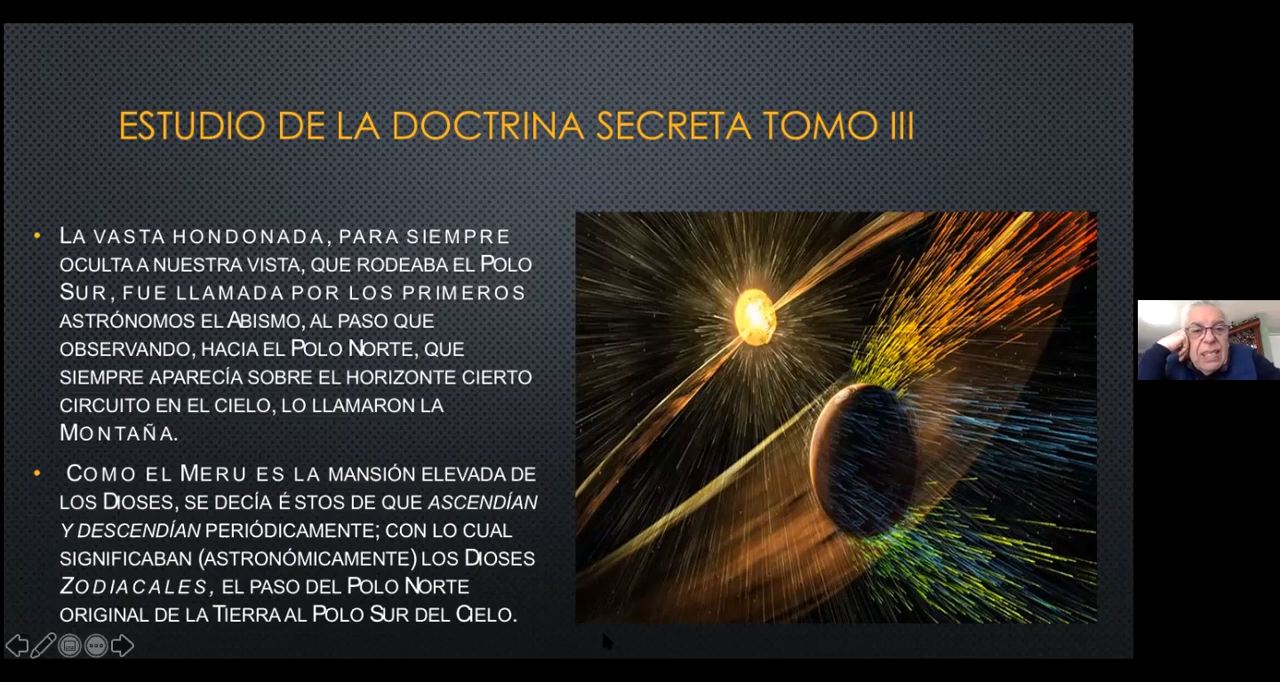 ESTUDIO DE LA DOCTRINA SECRETA TOMO III
• LA VASTA HONDONADA, PARA SIEMPRE
OCULTA A NUESTRA VISTA, QUE RODEABA EL POLO
SUR, FUE LLAMADA POR LOS PRIMEROS
ASTRÓNOMOS EL ABISMO, AL PASO QUE
OBSERVANDO, HACIA EL POLO NORTE, QUE
SIEMPRE APARECÍA SOBRE EL HORIZONTE CIERTO
CIRCUITO EN EL CIELO, LO LLAMARON LA
MONTAÑA.
• COMO EL MERU ES LA MANSIÓN ELEVADA DE
LOS DIOSES, SE DECÍA ÉSTOS DE QUE ASCENDÍAN
Y DESCENDÍAN PERIÓDICAMENTE; CON LO CUAL
SIGNIFICABAN (ASTRONÓMICAMENTE) LOS DIOSES
ZODIACALES, EL PASO DEL POLO NORTE
ORIGINAL DE LA TIERRA AL POLO SUR DEL CIELO.